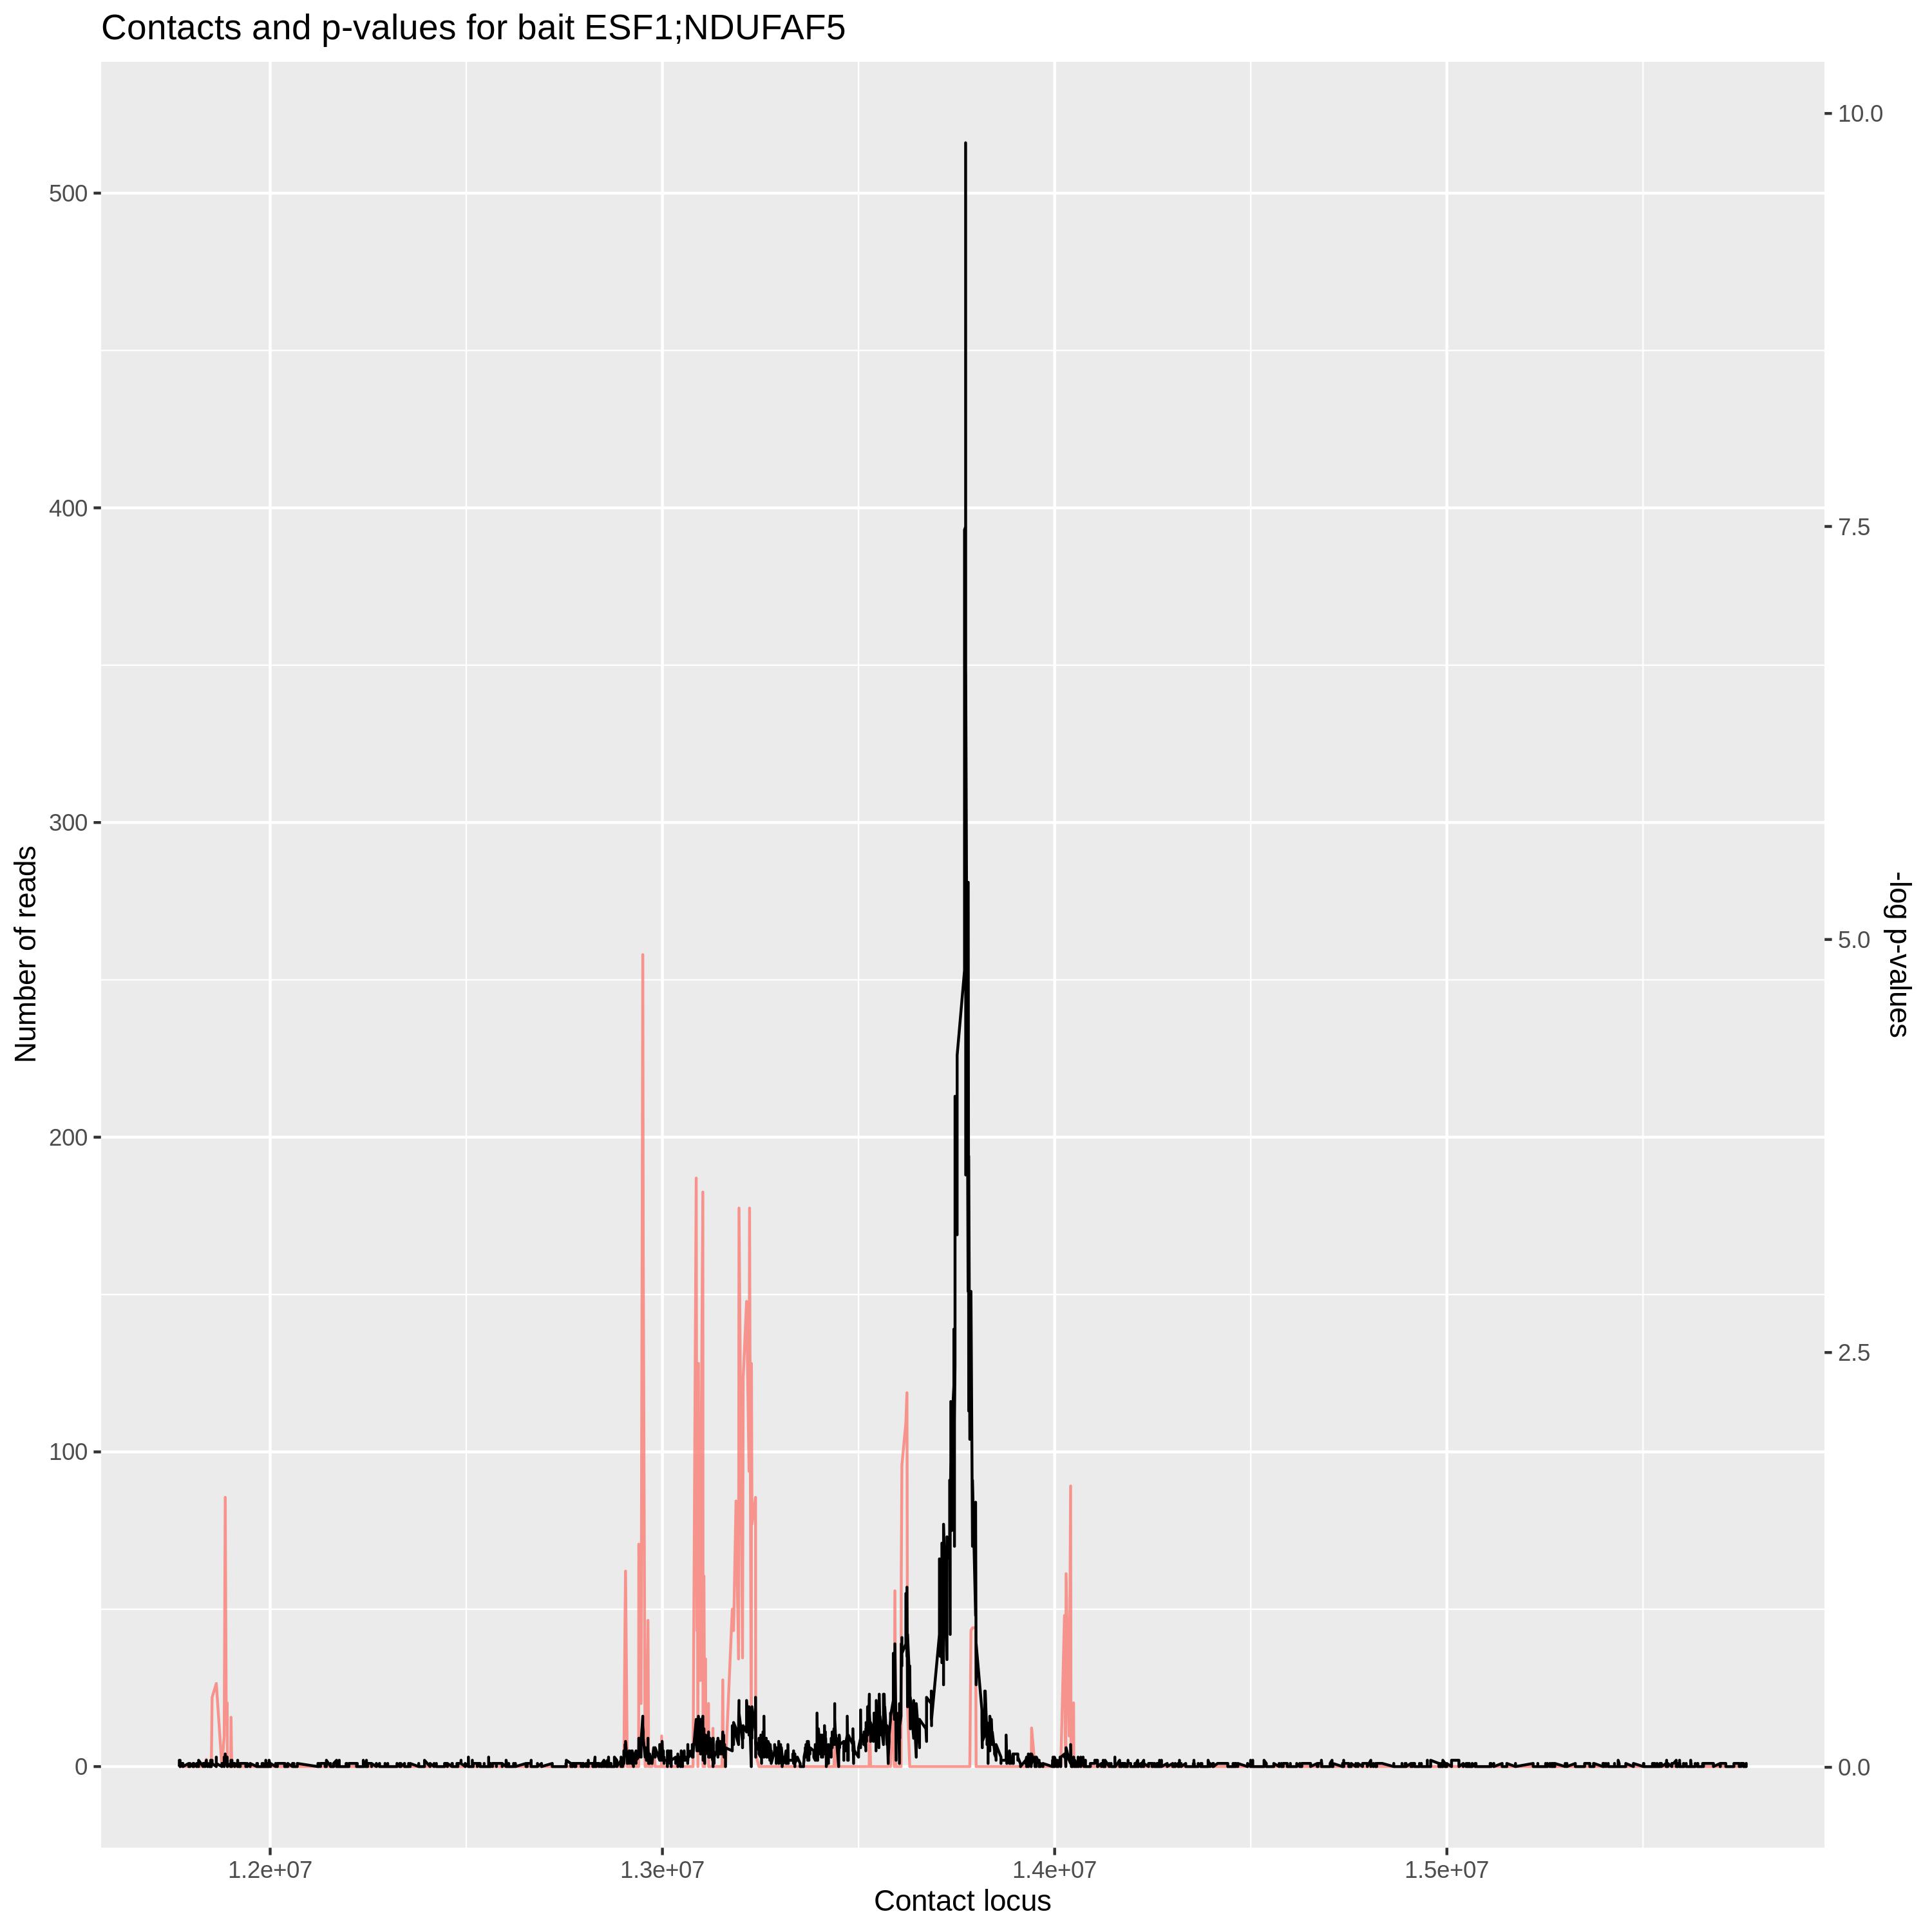 Contacts and p-values for bait ESF1;NDUFAF5
Number of reads
500
400
300
200
100
0
10.0
7.5
5.0
2.5
0.0
-log p-values
1.2e+07 1.3e+07 1.4e+07 1.5e+07
Contact locus